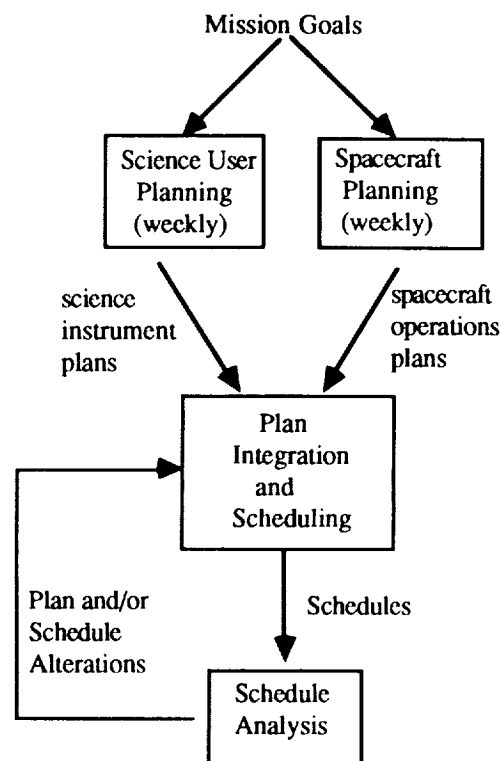 Mission Goals
Science User
Planning
(weekly)
Spacecraft
Planning
(weekly)
science
instrument
plans
spacecraft
operations
plans
Plan
Integration
and
Scheduling
Plan and/or
Schedule
Alterations
Schedules
Schedule
Analysis